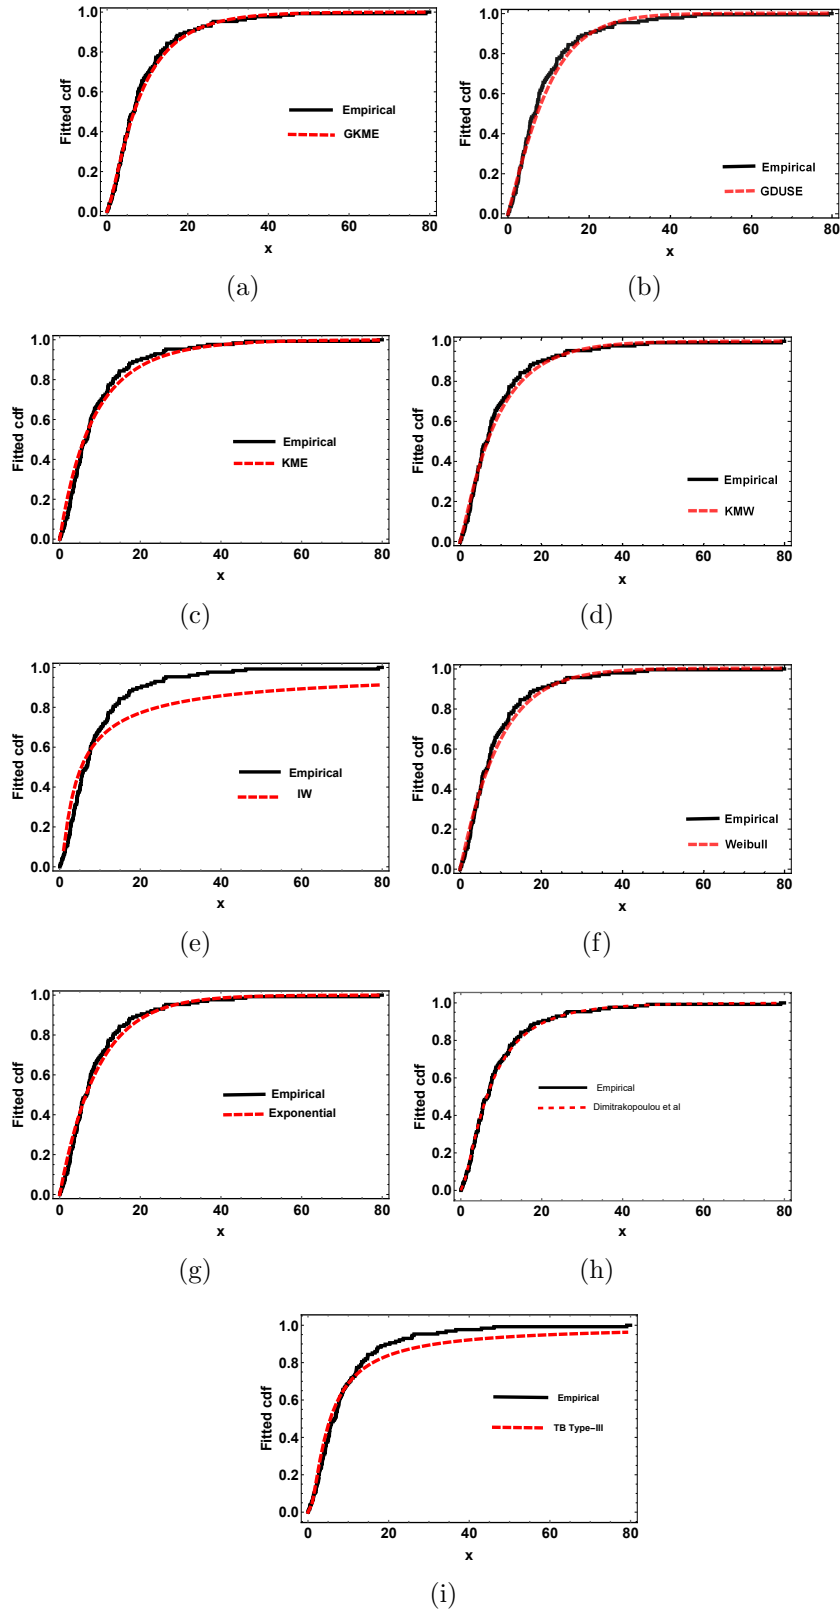 1.0
0.8
0.6
0.4
0.2
0.0
Fitted cdf
Empirical
GKME
0 20 40 60 80
x
(a)
1.0
0.8
0.6
0.4
0.2
0.0
Fitted cdf
Empirical
GDUSE
0 20 40 60 80
x
(b)
1.0
0.8
0.6
0.4
0.2
0.0
Fitted cdf
Empirical
KME
0 20 40 60 80
x
(c)
1.0
0.8
0.6
0.4
0.2
0.0
Fitted cdf
Empirical
KMW
0 20 40 60 80
x
(d)
1.0
0.8
0.6
0.4
0.2
0.0
Fitted cdf
Empirical
IW
0 20 40 60 80
x
(e)
1.0
0.8
0.6
0.4
0.2
0.0
Fitted cdf
Empirical
Weibull
0 20 40 60 80
x
(f)
1.0
0.8
0.6
0.4
0.2
0.0
Fitted cdf
Empirical
Exponential
0 20 40 60 80
x
(g)
1.0
0.8
0.6
0.4
0.2
0.0
Fitted cdf
Empirical
Dimitrakopoulou et al
0 20 40 60 80
x
(h)
1.0
0.8
0.6
0.4
0.2
0.0
Fitted cdf
Empirical
TB Type–III
0 20 40 60 80
x
(i)